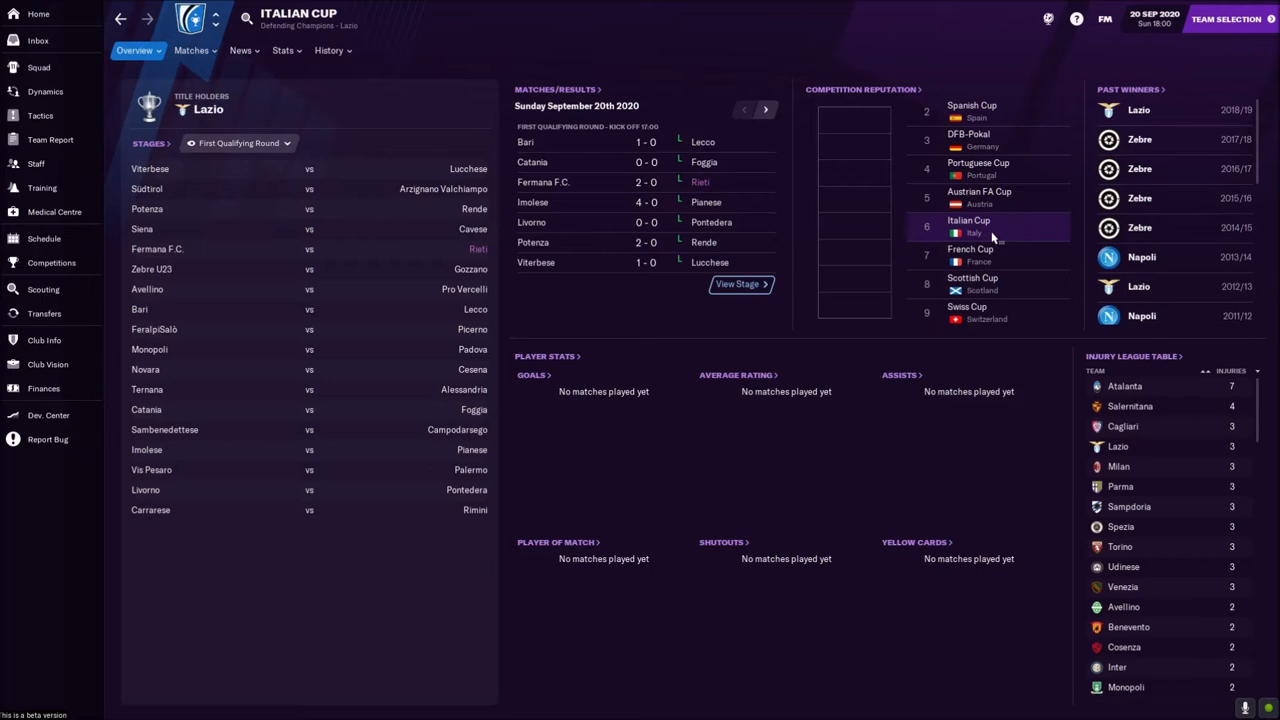 Home
Inbox
Squad
Dynamics
Tactics
Team Report
Staff
Training
Medical Centre
Schedule
Competitions
Scouting
Transfers
Club Info
Club Vision
Finances
Dev. Center
Report Bug
This is a beta version
ITALIAN CUP
Defending Champions - Lazio
FM
20 SEP 2020
Sun 18:00
TEAM SELECTION
Overview
Matches
News
Stats
History
TITLE HOLDERS
Lazio
STAGES
First Qualifying Round
Viterbese vs Lucchese
Südtirol vs Arzignano Valchiampo
Potenza vs Rende
Siena vs Cavese
Fermana F.C. vs Rieti
Zebre U23 vs Gozzano
Avellino vs Pro Vercelli
Bari vs Lecco
FeralpiSalò vs Picerno
Monopoli vs Padova
Novara vs Cesena
Ternana vs Alessandria
Catania vs Foggia
Sambenedettese vs Campodarsego
Imolese vs Pianese
Vis Pesaro vs Palermo
Livorno vs Pontedera
Carrarese vs Rimini
MATCHES/RESULTS
Sunday September 20th 2020
FIRST QUALIFYING ROUND - KICK OFF 17:00
Bari 1 - 0 L Lecco
Catania 0 - 0 L Foggia
Fermana F.C. 2 - 0 L Rieti
Imolese 4 - 0 L Pianese
Livorno 0 - 0 L Pontedera
Potenza 2 - 0 L Rende
Viterbese 1 - 0 L Lucchese
View Stage
COMPETITION REPUTATION
2 Spanish Cup
Spain
3 DFB-Pokal
Germany
4 Portuguese Cup
Portugal
5 Austrian FA Cup
Austria
6 Italian Cup
Italy
7 French Cup
France
8 Scottish Cup
Scotland
9 Swiss Cup
Switzerland
PAST WINNERS
Lazio 2018/19
Zebre 2017/18
Zebre 2016/17
Zebre 2015/16
Zebre 2014/15
Napoli 2013/14
Lazio 2012/13
Napoli 2011/12
PLAYER STATS
GOALS
No matches played yet
AVERAGE RATING
No matches played yet
ASSISTS
No matches played yet
PLAYER OF MATCH
No matches played yet
SHUTOUTS
No matches played yet
YELLOW CARDS
No matches played yet
INJURY LEAGUE TABLE
TEAM INJURIES
Atalanta 7
Salernitana 4
Cagliari 3
Lazio 3
Milan 3
Parma 3
Sampdoria 3
Spezia 3
Torino 3
Udinese 3
Venezia 3
Avellino 2
Benevento 2
Cosenza 2
Inter 2
Monopoli 2